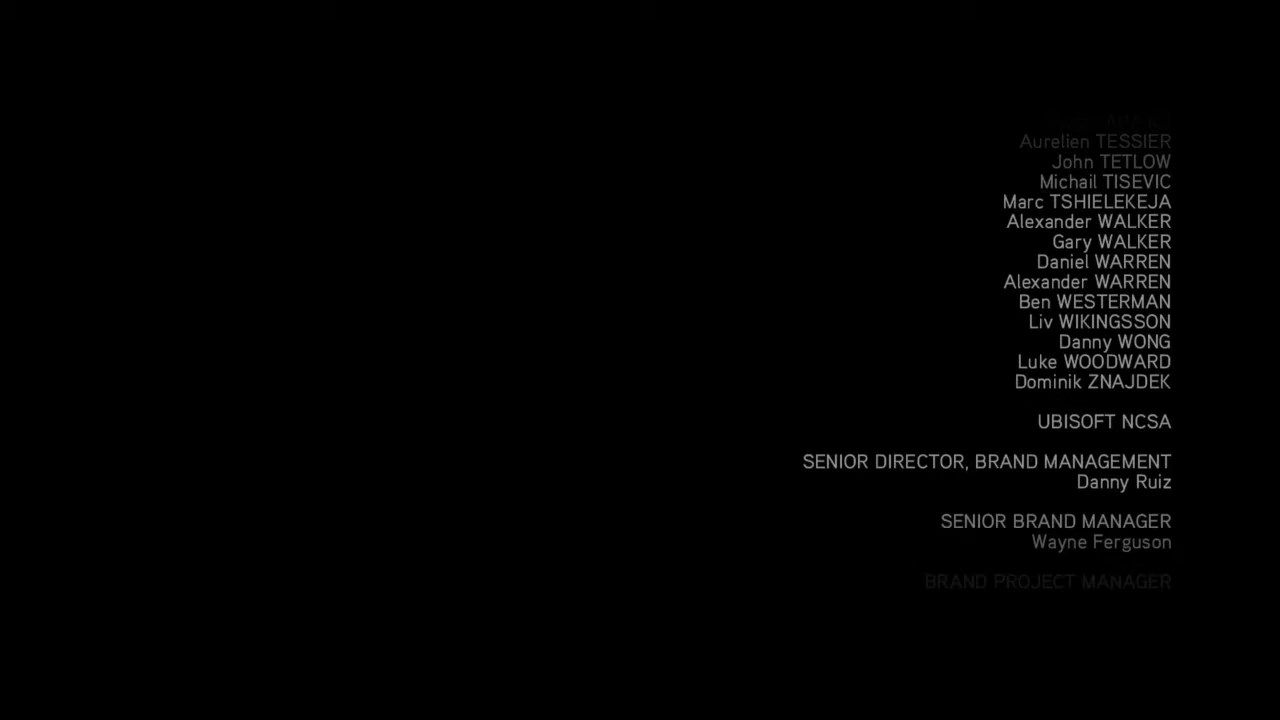 Aurelien TESSIER
John TETLOW
Michail TISEVIC
Marc TSHIELEKEJA
Alexander WALKER
Gary WALKER
Daniel WARREN
Alexander WARREN
Ben WESTERMAN
Liv WIKINGSSON
Danny WONG
Luke WOODWARD
Dominik ZNAJDEK
UBISOFT NCSA
SENIOR DIRECTOR, BRAND MANAGEMENT
Danny Ruiz
SENIOR BRAND MANAGER
Wayne Ferguson
BRAND PROJECT MANAGER